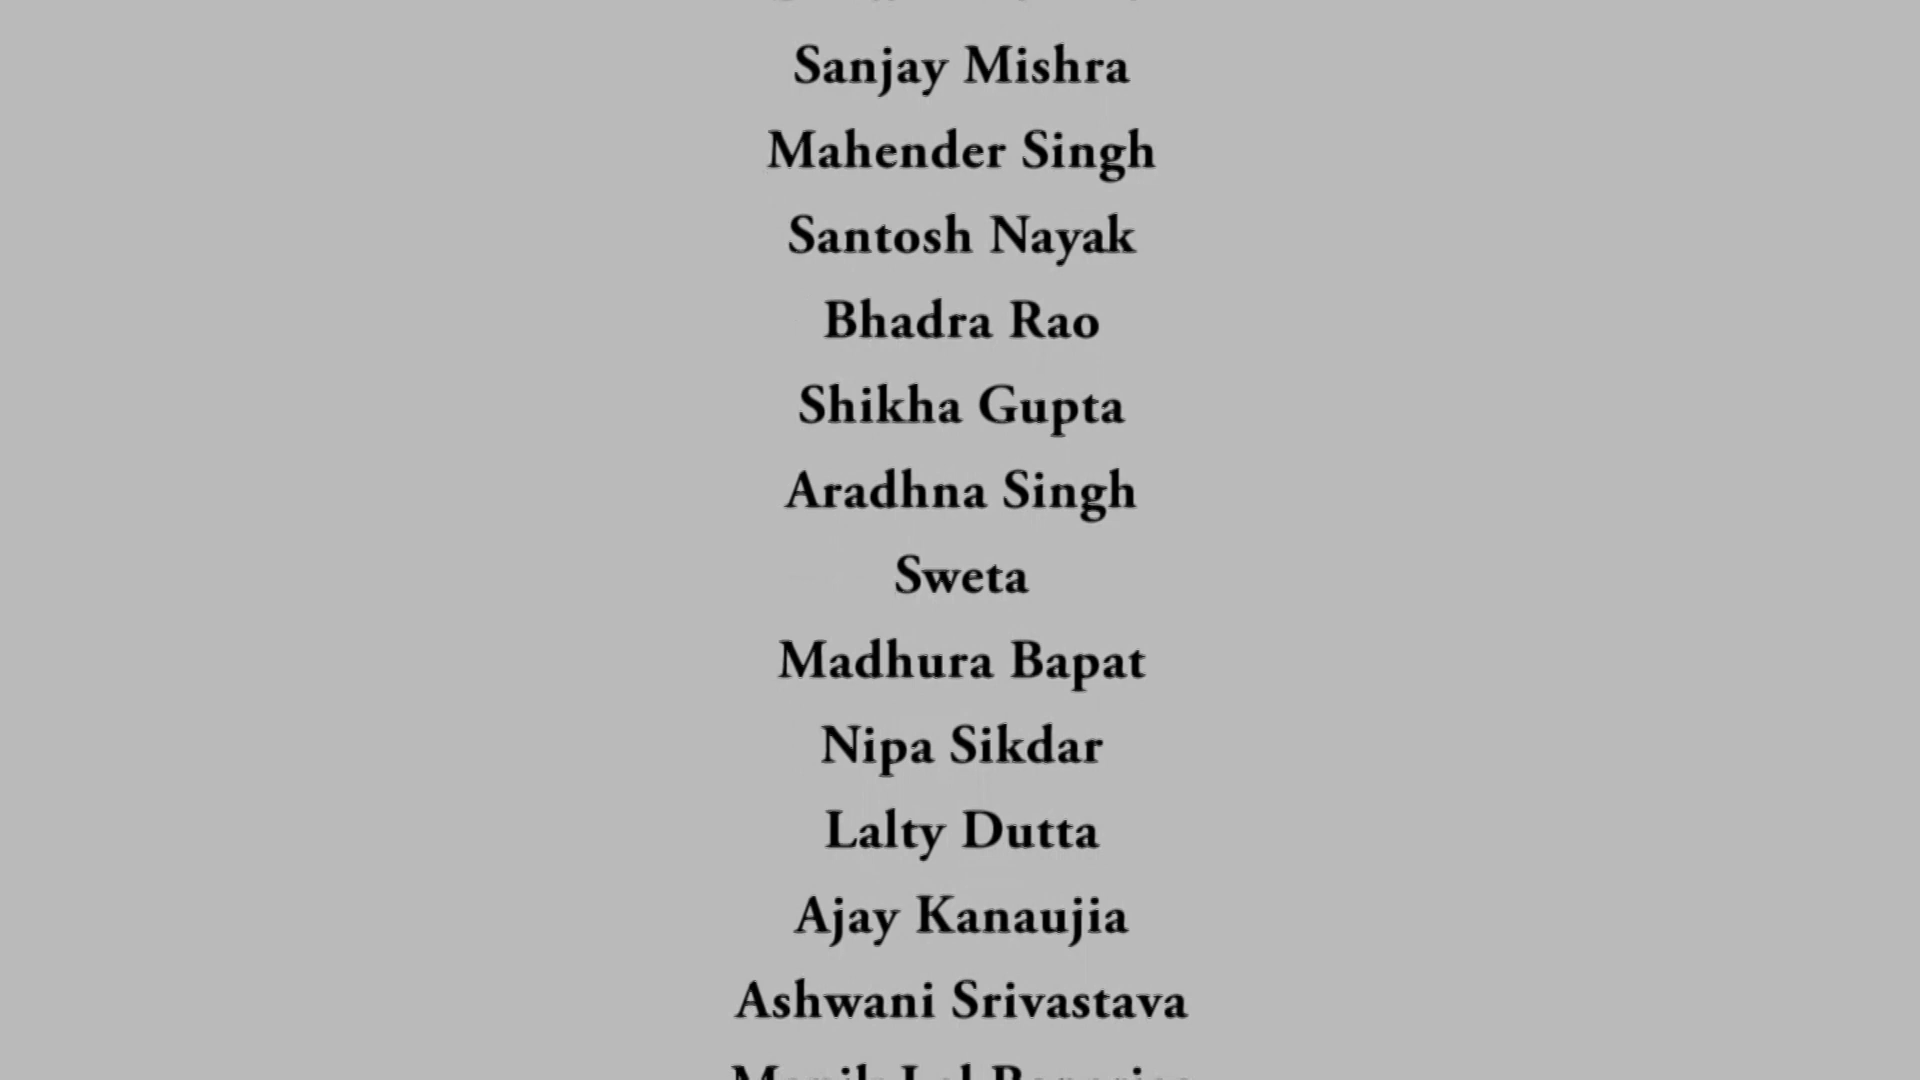 Sanjay Mishra
Mahender Singh
Santosh Nayak
Bhadra Rao
Shikha Gupta
Aradhna Singh
Sweta
Madhura Bapat
Nipa Sikdar
Lalty Dutta
Ajay Kanaujia
Ashwani Srivastava